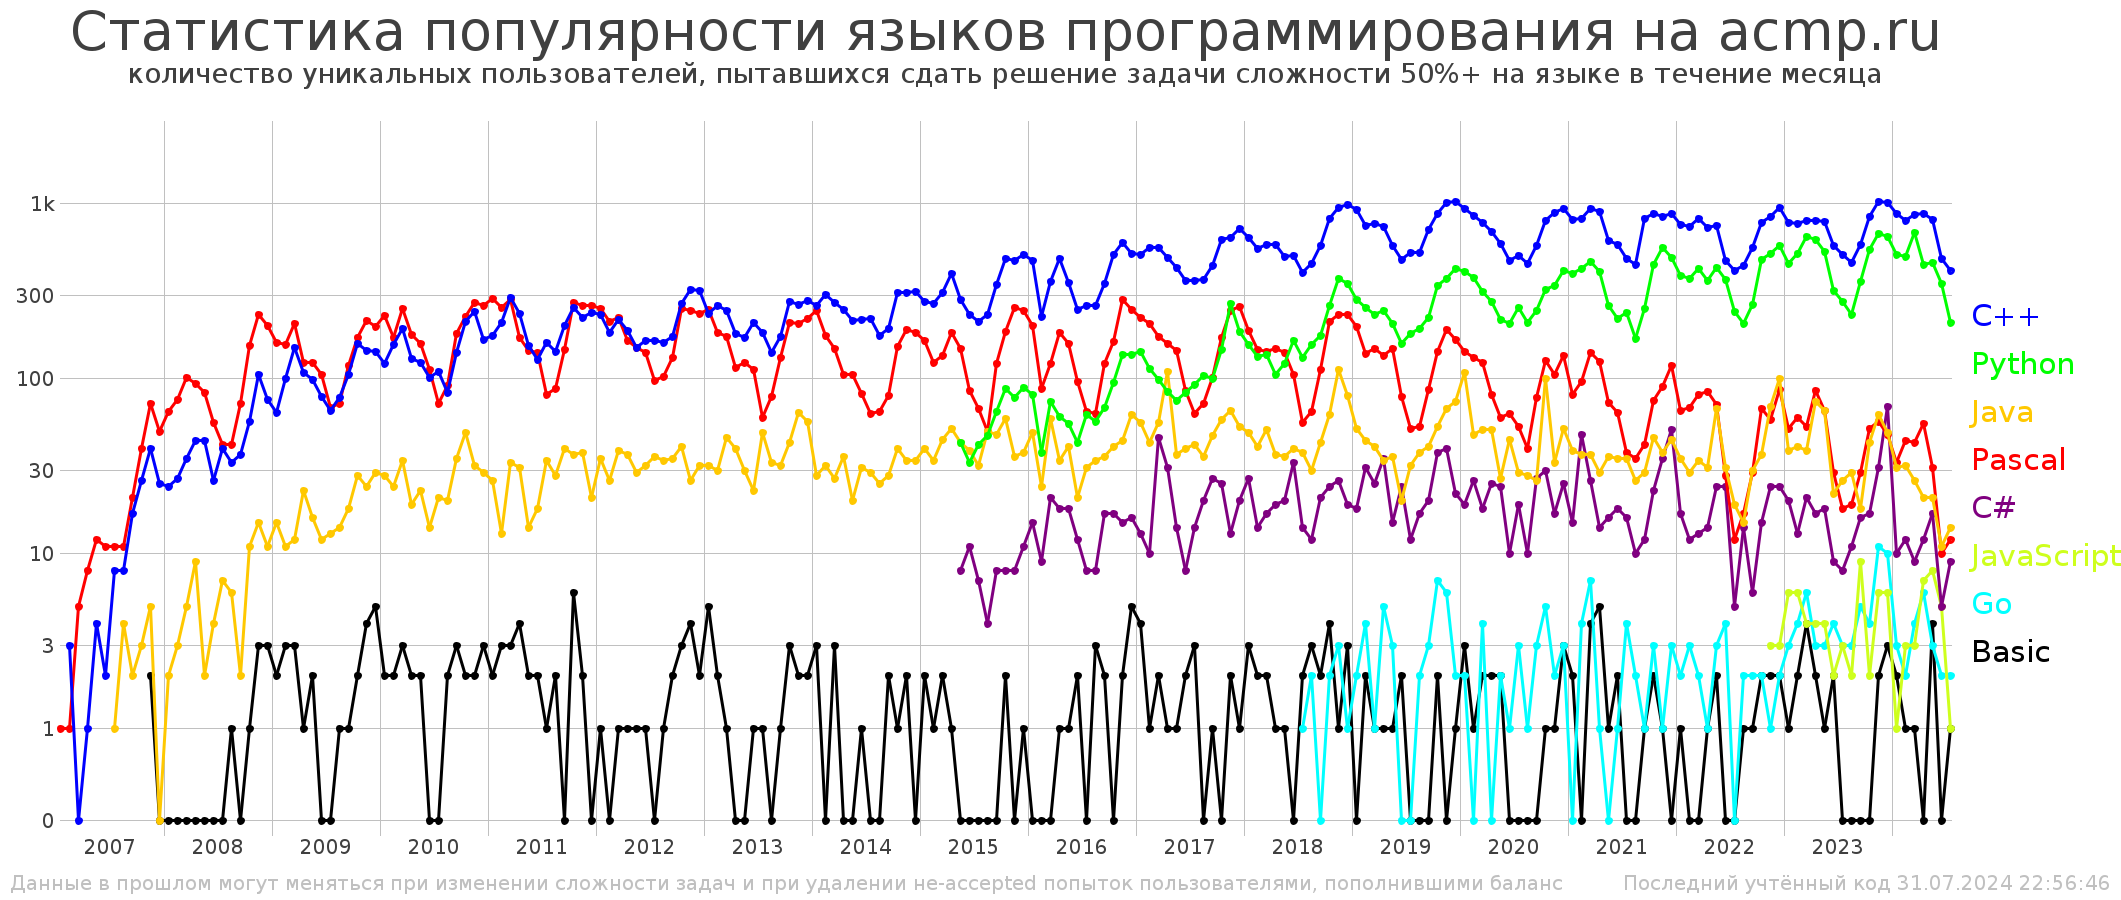 Статистика популярности языков программирования на acmp.ru
количество уникальных пользователей, пытавшихся сдать решение задачи сложности 50%+ на языке в течение месяца
1k
300
100
30
10
3
1
0
C++
Python
Java
Pascal
C#
JavaScript
Go
Basic
2007 2008 2009 2010 2011 2012 2013 2014 2015 2016 2017 2018 2019 2020 2021 2022 2023
Данные в прошлом могут меняться при изменении сложности задач и при удалении не-accepted попыток пользователями, пополнившими баланс
Последний учтённый код 31.07.2024 22:56:46